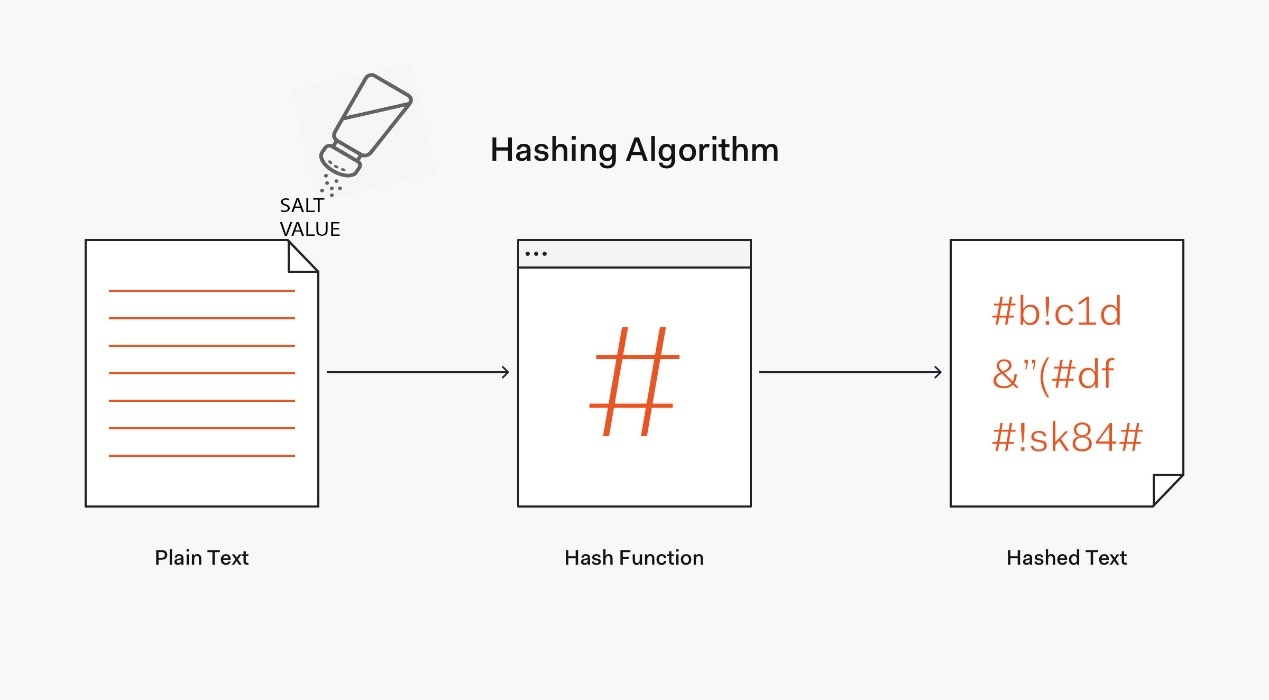 Hashing Algorithm
SALT
VALUE
#
#b!c1d
&”(#df
#!sk84#
Plain Text
Hash Function
Hashed Text